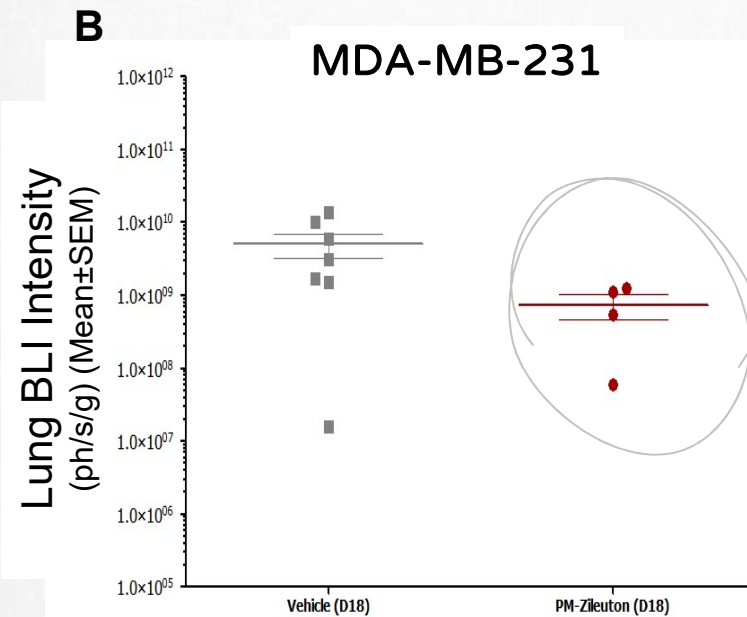 B
MDA-MB-231
Lung BLI Intensity
(ph/s/g) (Mean±SEM)
1.0×10¹²
1.0×10¹¹
1.0×10¹⁰
1.0×10⁰⁹
1.0×10⁰⁸
1.0×10⁰⁷
1.0×10⁰⁶
1.0×10⁰⁵
Vehicle (D18)
PM-Zileuton (D18)